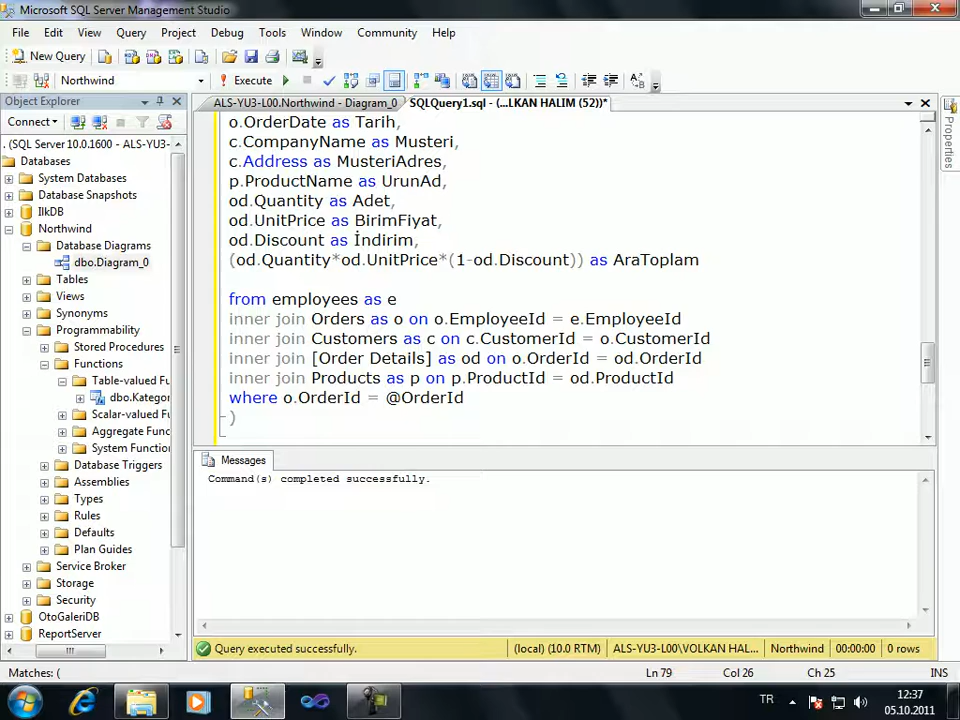 Microsoft SQL Server Management Studio
File Edit View Query Project Debug Tools Window Community Help
New Query
Northwind Execute
Object Explorer
ALS-YU3-L00.Northwind - Diagram_0 SQLQuery1.sql - (...LKAN HALIM (52))*
Connect
. (SQL Server 10.0.1600 - ALS-YU3-
Databases
System Databases
Database Snapshots
IlkDB
Northwind
Database Diagrams
dbo.Diagram_0
Tables
Views
Synonyms
Programmability
Stored Procedures
Functions
Table-valued Fu
dbo.Kategor
Scalar-valued Fu
Aggregate Func
System Functio
Database Triggers
Assemblies
Types
Rules
Defaults
Plan Guides
Service Broker
Storage
Security
OtoGaleriDB
ReportServer
o.OrderDate as Tarih,
c.CompanyName as Musteri,
c.Address as MusteriAdres,
p.ProductName as UrunAd,
od.Quantity as Adet,
od.UnitPrice as BirimFiyat,
od.Discount as İndirim,
(od.Quantity*od.UnitPrice*(1-od.Discount)) as AraToplam
from employees as e
inner join Orders as o on o.EmployeeId = e.EmployeeId
inner join Customers as c on c.CustomerId = o.CustomerId
inner join [Order Details] as od on o.OrderId = od.OrderId
inner join Products as p on p.ProductId = od.ProductId
where o.OrderId = @OrderId
)
Properties
Messages
Command(s) completed successfully.
Query executed successfully. (local) (10.0 RTM) ALS-YU3-L00\VOLKAN HAL... Northwind 00:00:00 0 rows
Matches: ( Ln 79 Col 26 Ch 25 INS
TR 12:37
05.10.2011